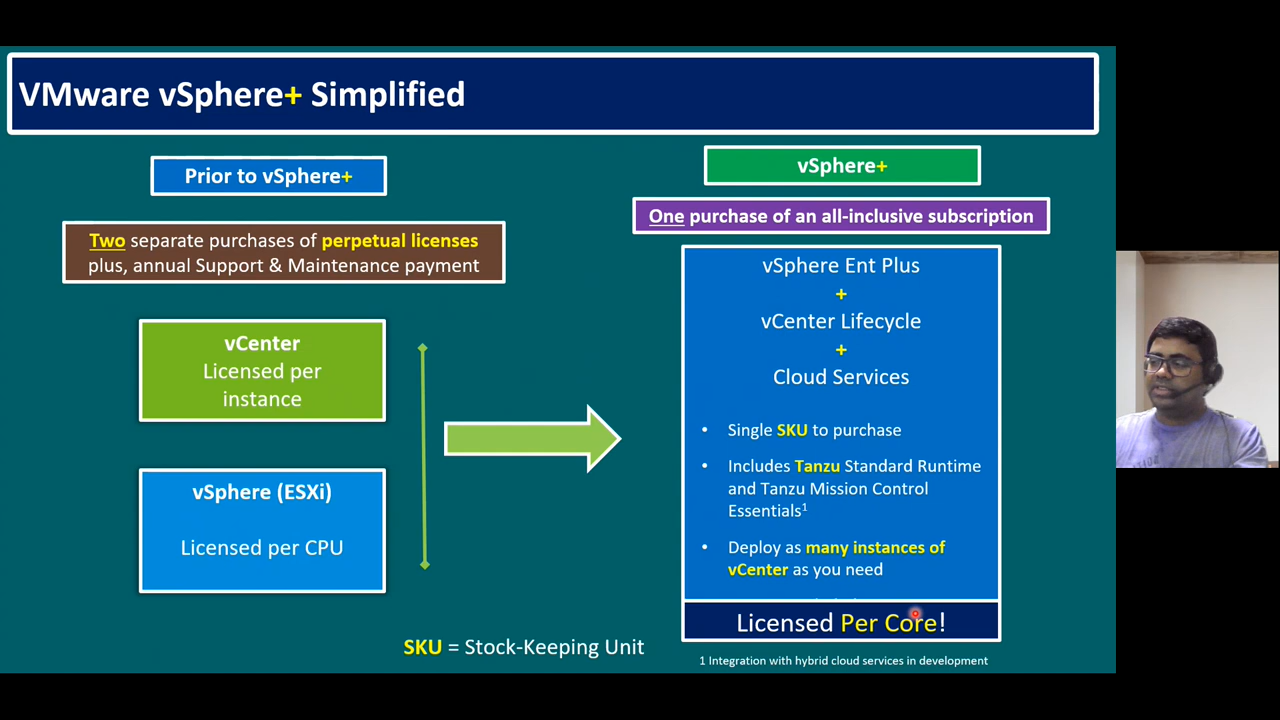 VMware vSphere+ Simplified
Prior to vSphere+
Two separate purchases of perpetual licenses
plus, annual Support & Maintenance payment
vCenter
Licensed per
instance
vSphere (ESXi)
Licensed per CPU
SKU = Stock-Keeping Unit
vSphere+
One purchase of an all-inclusive subscription
vSphere Ent Plus
+
vCenter Lifecycle
+
Cloud Services
• Single SKU to purchase
• Includes Tanzu Standard Runtime
and Tanzu Mission Control
Essentials1
• Deploy as many instances of
vCenter as you need
Licensed Per Core!
1 Integration with hybrid cloud services in development